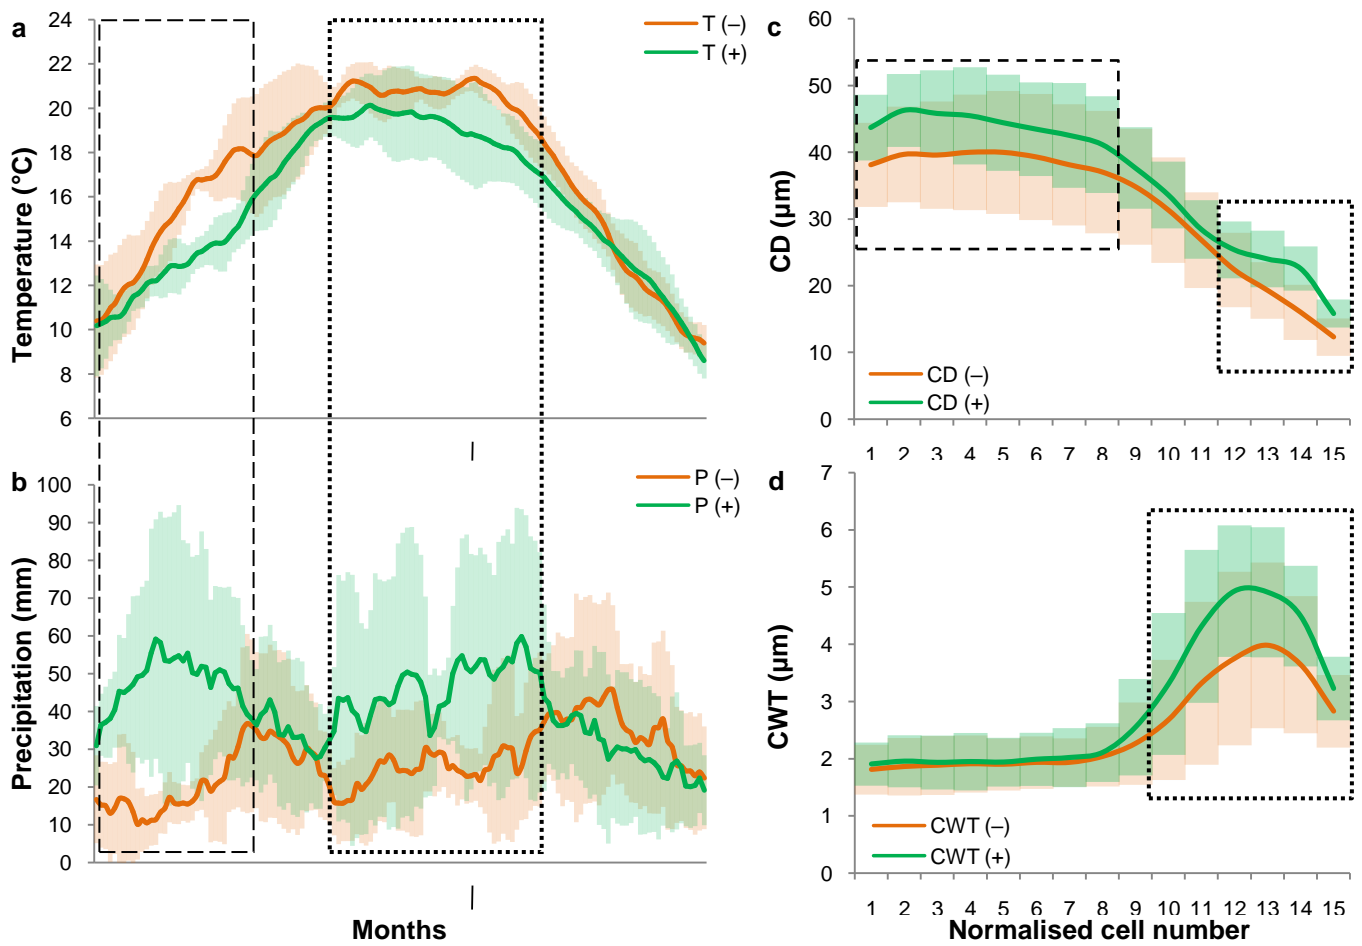 a
T (–)
T (+)
Temperature (°C)
24
22
20
18
16
14
12
10
8
6
b
P (–)
P (+)
Precipitation (mm)
100
90
80
70
60
50
40
30
20
10
0
Months
c
CD (µm)
60
50
40
30
20
10
0
CD (–)
CD (+)
1 2 3 4 5 6 7 8 9 10 11 12 13 14 15
d
CWT (µm)
7
6
5
4
3
2
1
0
CWT (–)
CWT (+)
1 2 3 4 5 6 7 8 9 10 11 12 13 14 15
Normalised cell number